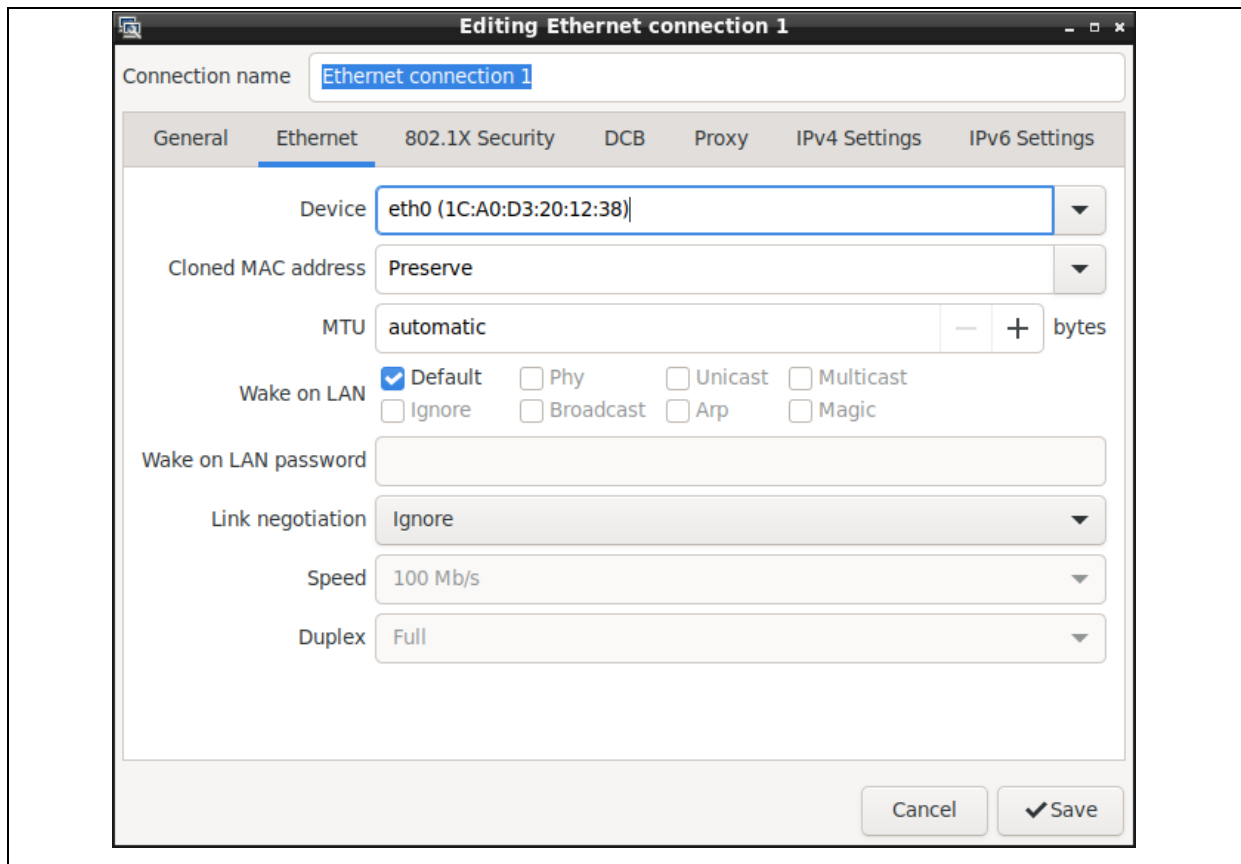 Editing Ethernet connection 1
Connection name Ethernet connection 1
General Ethernet 802.1X Security DCB Proxy IPv4 Settings IPv6 Settings
Device eth0 (1C:A0:D3:20:12:38)
Cloned MAC address Preserve
MTU automatic bytes
Wake on LAN
Default Phy Unicast Multicast
Ignore Broadcast Arp Magic
Wake on LAN password
Link negotiation Ignore
Speed 100 Mb/s
Duplex Full
Cancel Save